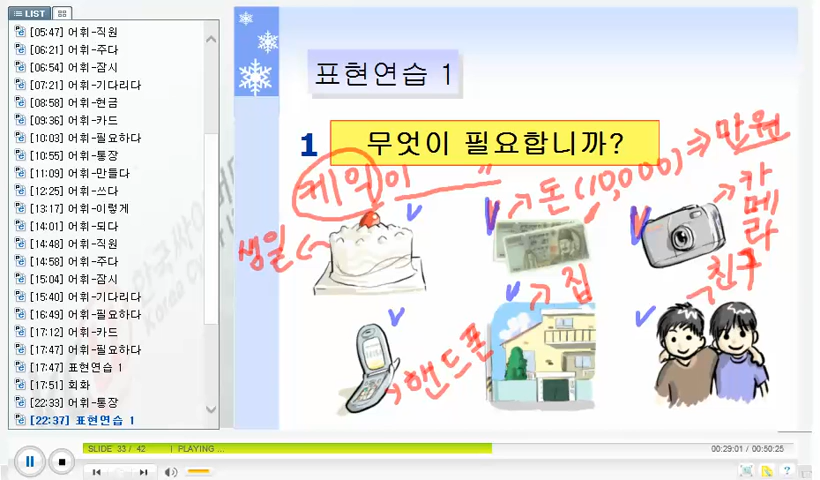 LIST
[05:47] 어휘-직원
[06:21] 어휘-주다
[06:54] 어휘-잠시
[07:21] 어휘-기다리다
[08:58] 어휘-현금
[09:36] 어휘-카드
[10:03] 어휘-필요하다
[10:55] 어휘-통장
[11:09] 어휘-만들다
[12:25] 어휘-쓰다
[13:17] 어휘-이렇게
[14:01] 어휘-되다
[14:48] 어휘-직원
[14:58] 어휘-주다
[15:04] 어휘-잠시
[15:40] 어휘-기다리다
[16:49] 어휘-필요하다
[17:12] 어휘-카드
[17:47] 어휘-필요하다
[17:47] 표현연습 1
[17:51] 회화
[22:33] 어휘-통장
[22:37] 표현연습 1
표현연습 1
1 무엇이 필요합니까?
케익이
돈 (10,000) ⇒ 만원
카메라
생일
집
친구
핸드폰
SLIDE 33 / 42 | PLAYING ...
00:29:01 / 00:50:25